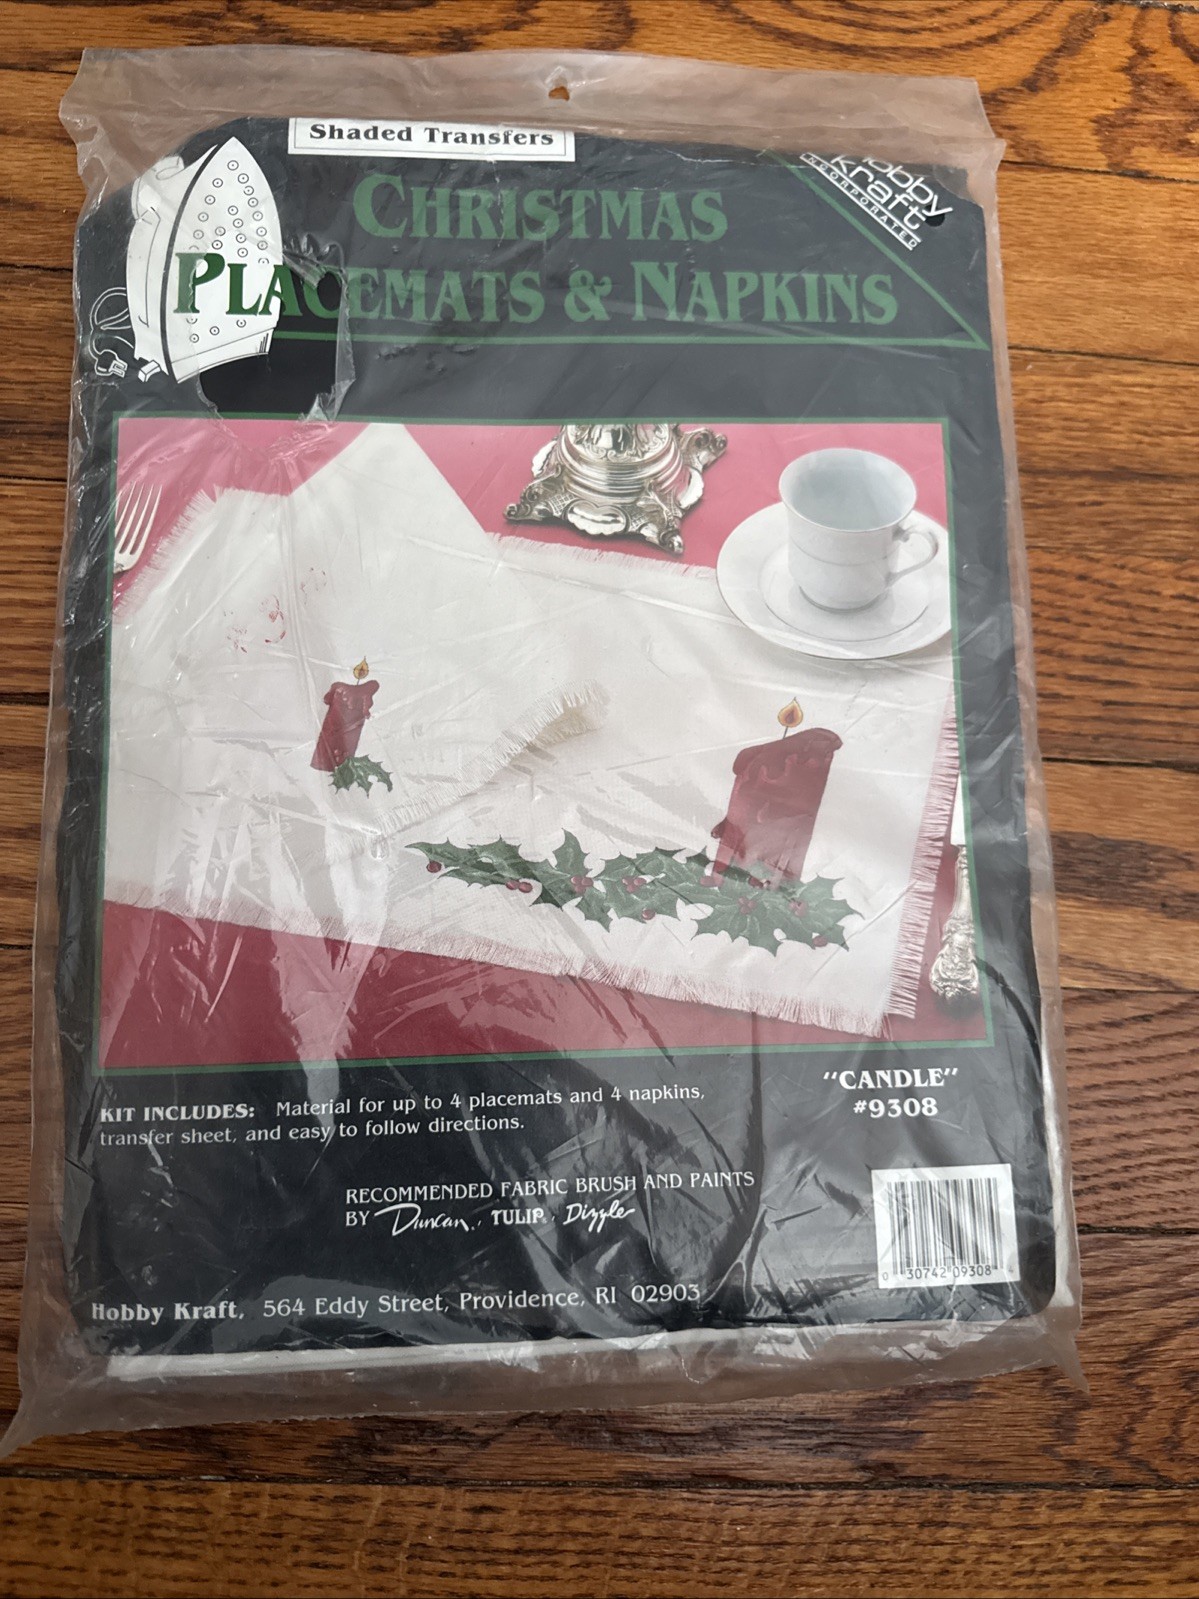 Shaded Transfers
Hobby
Kraft
INCORPORATED
CHRISTMAS
PLACEMATS & NAPKINS
"CANDLE"
#9308
KIT INCLUDES: Material for up to 4 placemats and 4 napkins,
transfer sheet, and easy to follow directions.
RECOMMENDED FABRIC BRUSH AND PAINTS
BY Duncan, TULIP, Dizzle
0 30742 09308 4
Hobby Kraft, 564 Eddy Street, Providence, RI 02903